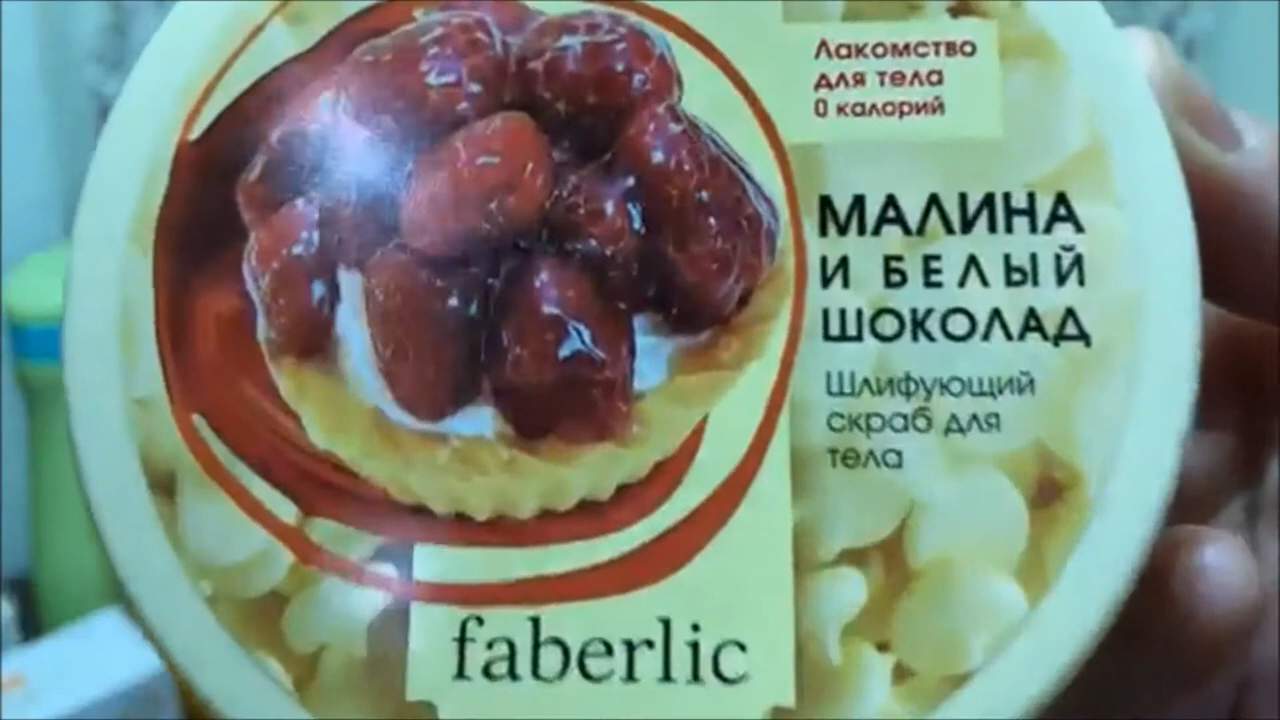 Лакомство
для тела
0 калорий
МАЛИНА
И БЕЛЫЙ
ШОКОЛАД
Шлифующий
скраб для
тела
faberlic